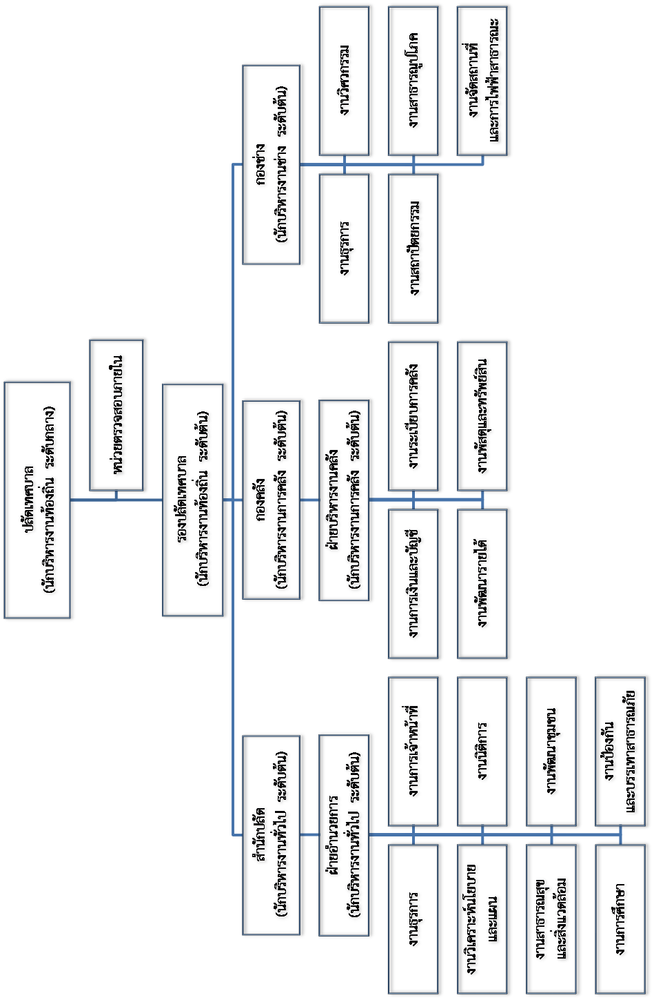 ปลัดเทศบาล
(นักบริหารงานท้องถิ่น ระดับกลาง)
หน่วยตรวจสอบภายใน
รองปลัดเทศบาล
(นักบริหารงานท้องถิ่น ระดับต้น)
สำนักปลัด
(นักบริหารงานทั่วไป ระดับต้น)
กองคลัง
(นักบริหารงานการคลัง ระดับต้น)
กองช่าง
(นักบริหารงานช่าง ระดับต้น)
ฝ่ายอำนวยการ
(นักบริหารงานทั่วไป ระดับต้น)
ฝ่ายบริหารงานคลัง
(นักบริหารงานการคลัง ระดับต้น)
งานธุรการ
งานวิศวกรรม
งานธุรการ
งานการเจ้าหน้าที่
งานการเงินและบัญชี
งานระเบียบการคลัง
งานสถาปัตยกรรม
งานสาธารณูปโภค
งานวิเคราะห์นโยบาย
และแผน
งานนิติการ
งานพัฒนารายได้
งานพัสดุและทรัพย์สิน
งานจัดสถานที่
และการไฟฟ้าสาธารณะ
งานสาธารณสุข
และสิ่งแวดล้อม
งานพัฒนาชุมชน
งานการศึกษา
งานป้องกัน
และบรรเทาสาธารณภัย